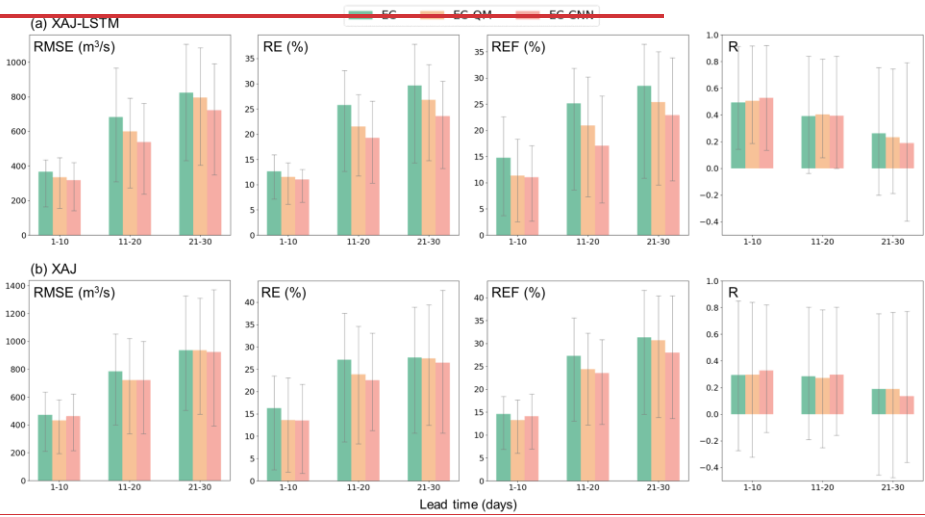 EC EC-QM EC-CNN
(a) XAJ-LSTM
RMSE (m³/s) RE (%) REF (%) R
1000 800 600 400 200 0
35 30 25 20 15 10 5 0
35 30 25 20 15 10 5 0
1.0 0.8 0.6 0.4 0.2 0.0 −0.2 −0.4
1-10 11-20 21-30 1-10 11-20 21-30 1-10 11-20 21-30 1-10 11-20 21-30
(b) XAJ
RMSE (m³/s) RE (%) REF (%) R
1400 1200 1000 800 600 400 200 0
40 35 30 25 20 15 10 5 0
40 35 30 25 20 15 10 5 0
1.0 0.8 0.6 0.4 0.2 0.0 −0.2 −0.4
1-10 11-20 21-30 1-10 11-20 21-30 1-10 11-20 21-30 1-10 11-20 21-30
Lead time (days)